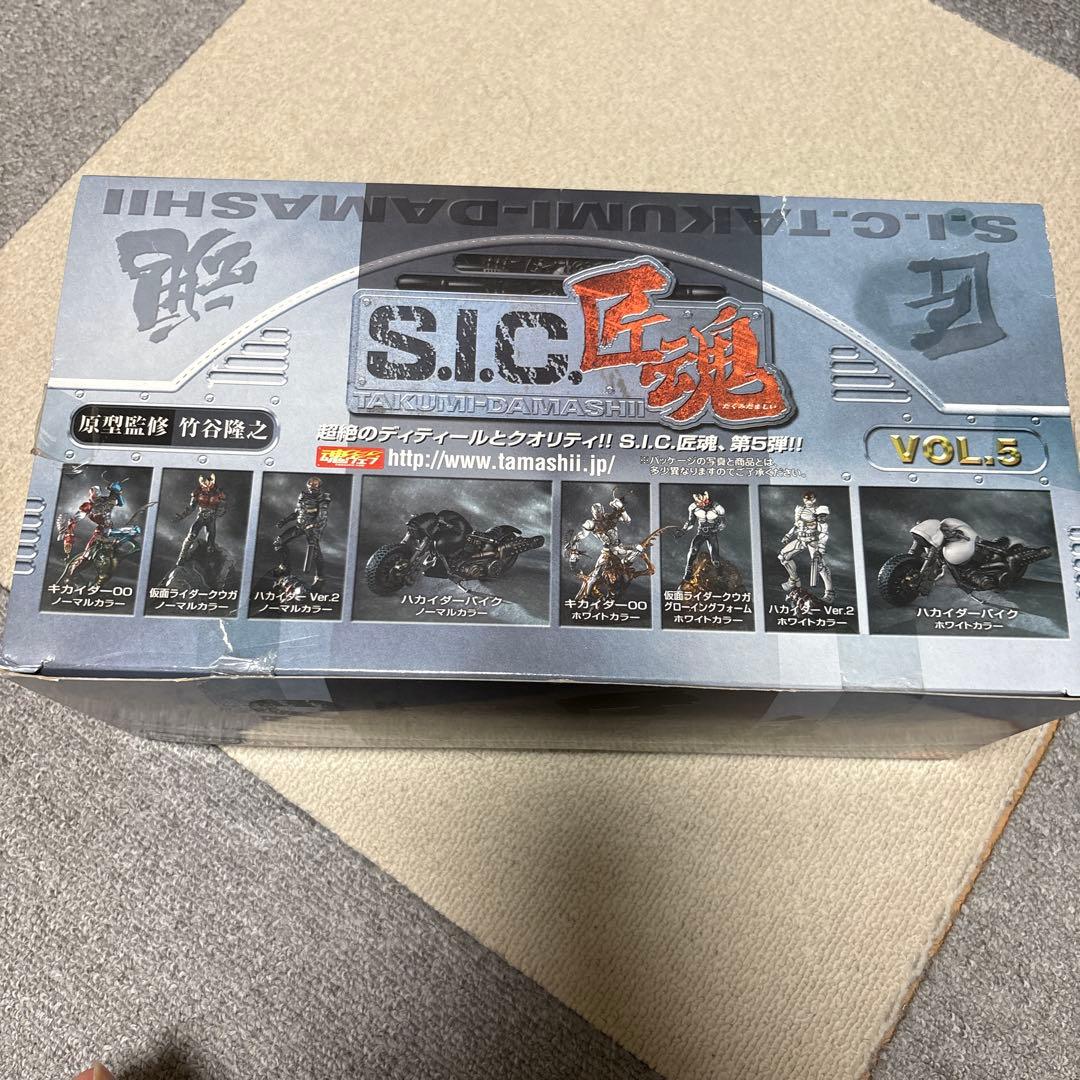 S.I.C.TAKUMI-DAMASHII
匠
魂
S.I.C.匠魂
たくみだましい
TAKUMI-DAMASHII
原型監修 竹谷隆之
超絶のディティールとクオリティ!! S.I.C.匠魂、第5弾!!
VOL.5
魂ウェブ http://www.tamashii.jp/
※パッケージの写真と商品とは、
多少異なりますのでご了承ください。
キカイダー00
ノーマルカラー
仮面ライダークウガ
ノーマルカラー
ハカイダー Ver.2
ノーマルカラー
ハカイダーバイク
ノーマルカラー
キカイダー00
ホワイトカラー
仮面ライダークウガ
グローイングフォーム
ホワイトカラー
ハカイダー Ver.2
ホワイトカラー
ハカイダーバイク
ホワイトカラー